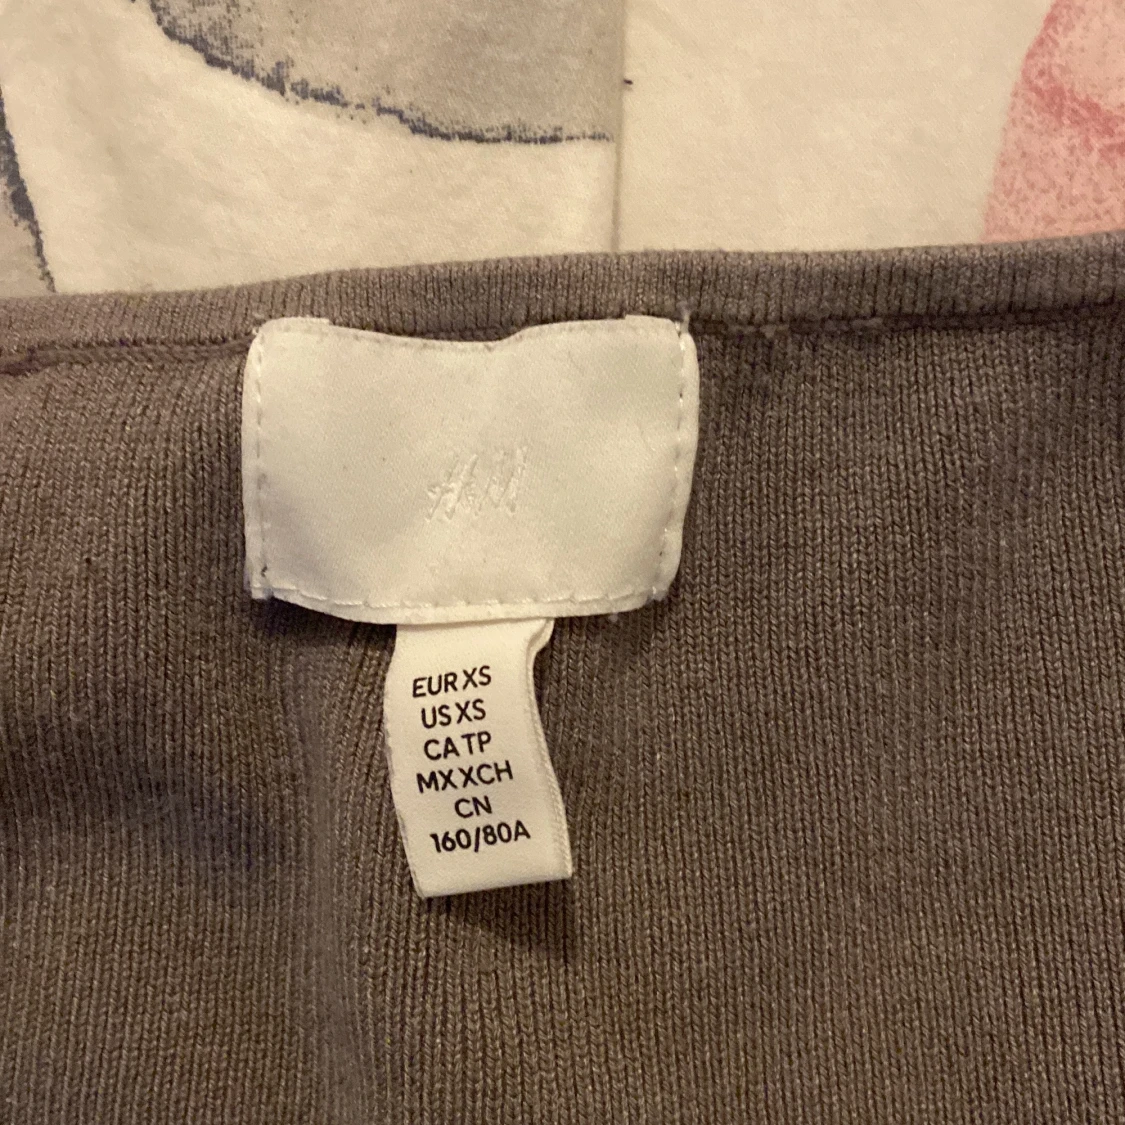 H&M
EUR XS
US XS
CA TP
MX XCH
CN
160/80A